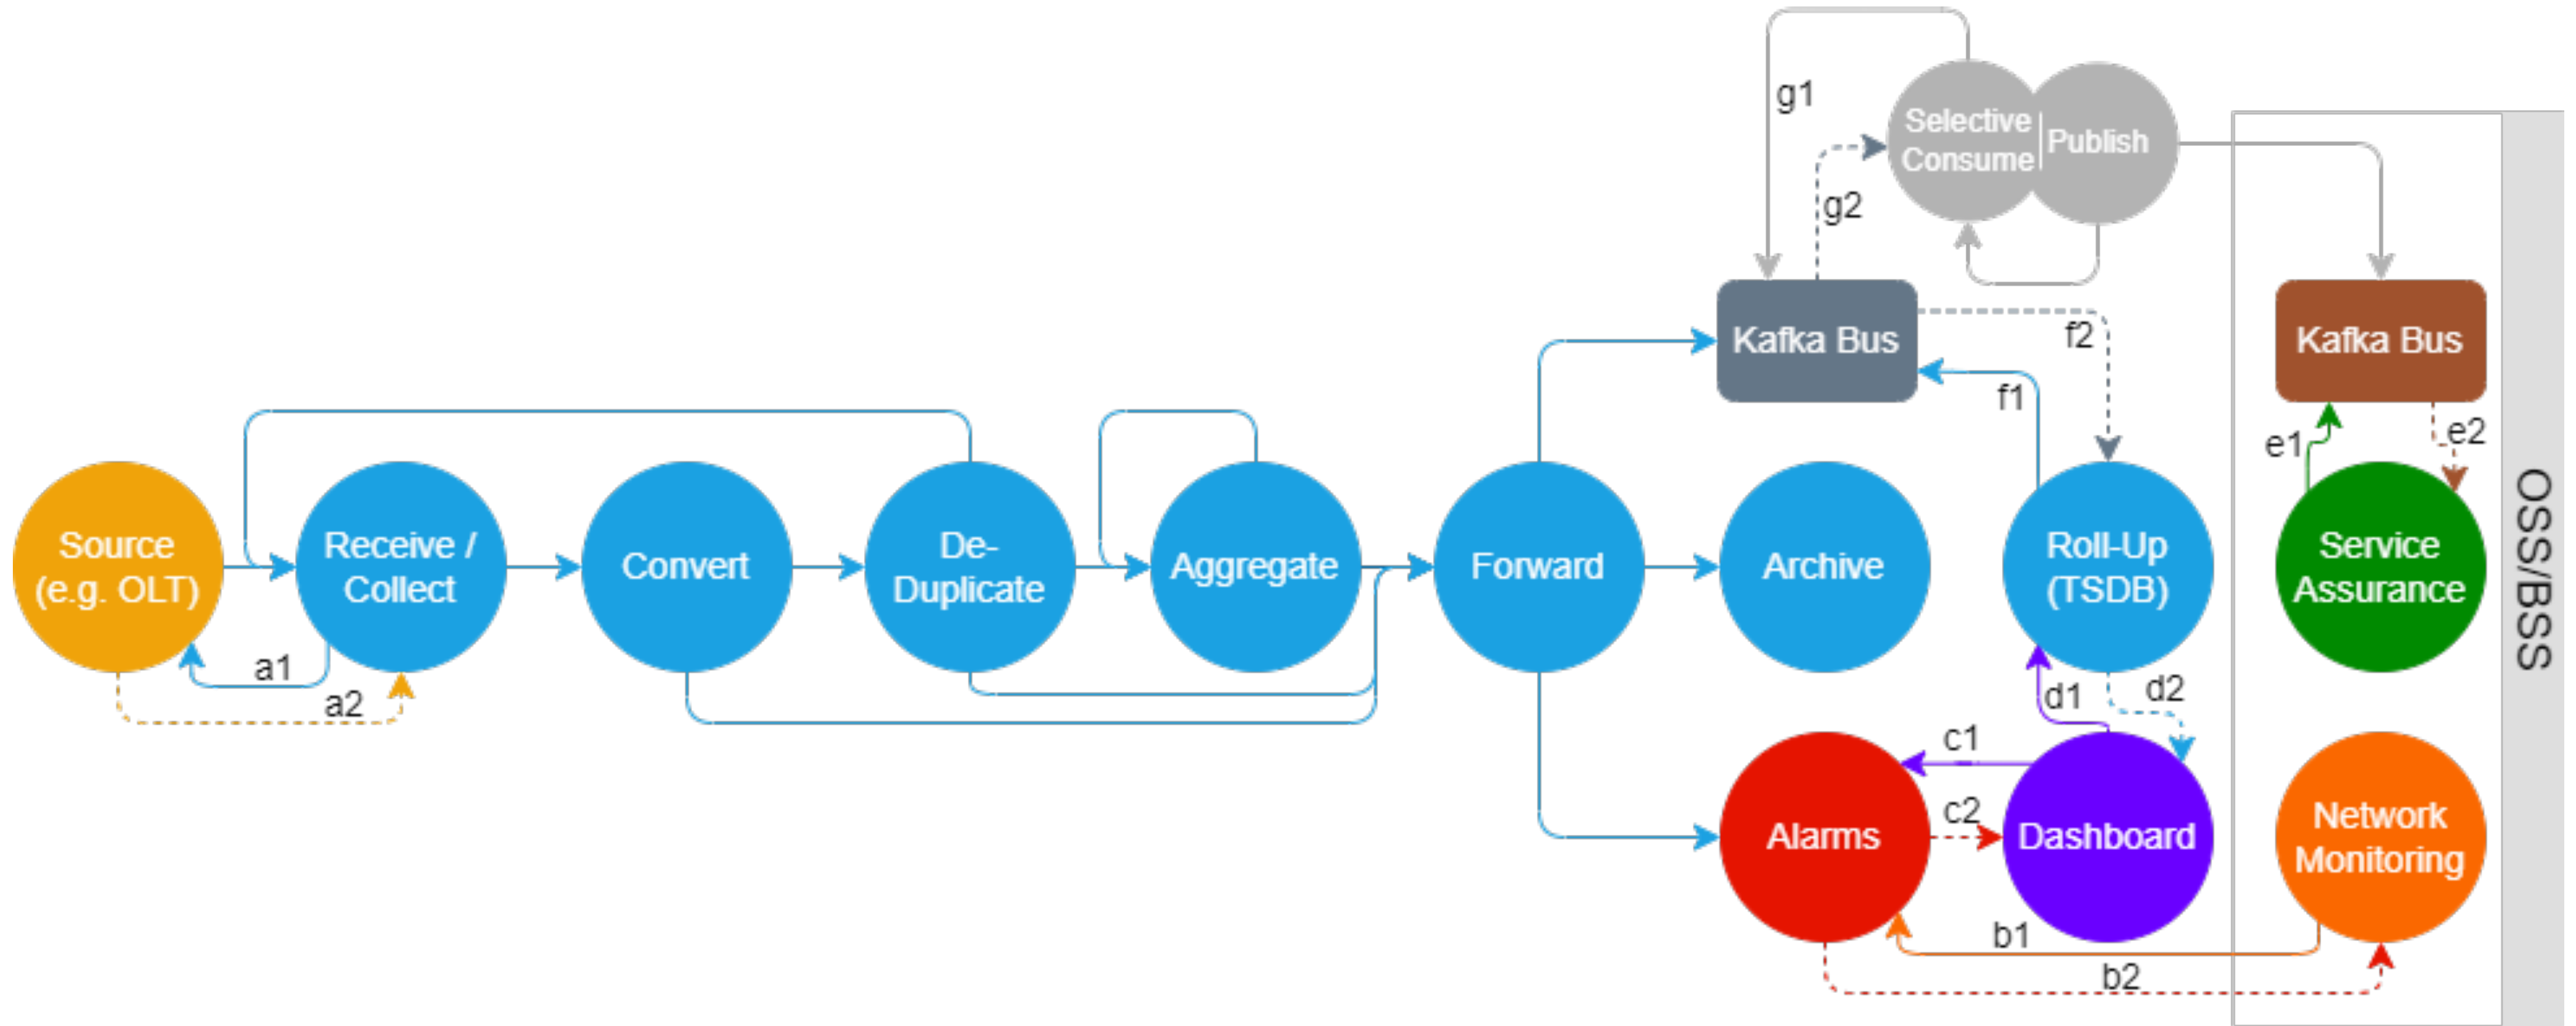 g1
Selective
Consume
Publish
g2
Kafka Bus
f2
f1
Kafka Bus
e1
e2
Source
(e.g. OLT)
Receive /
Collect
Convert
De-
Duplicate
Aggregate
Forward
Archive
Roll-Up
(TSDB)
Service
Assurance
OSS/BSS
a1
a2
d1
d2
c1
c2
Alarms
Dashboard
Network
Monitoring
b1
b2